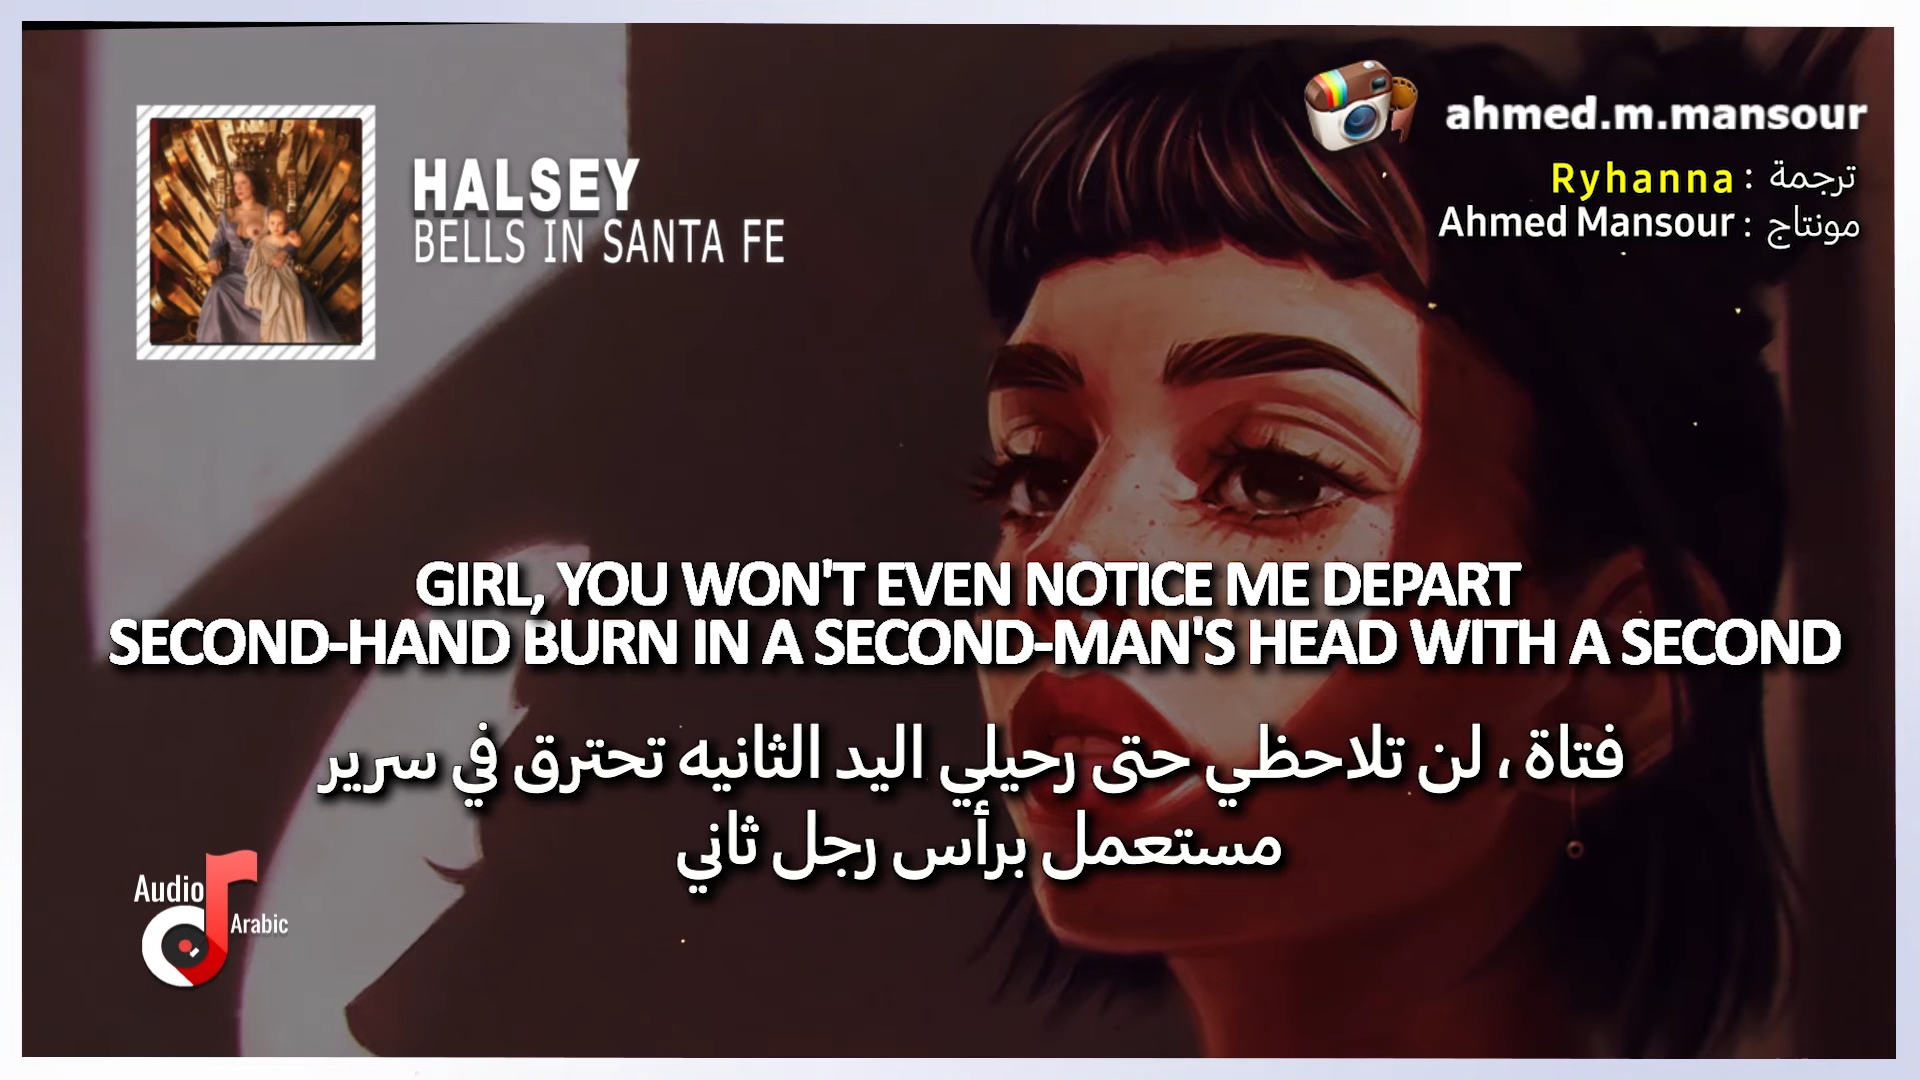 HALSEY
BELLS IN SANTA FE
ahmed.m.mansour
ترجمة : Ryhanna
مونتاج : Ahmed Mansour
GIRL, YOU WON'T EVEN NOTICE ME DEPART
SECOND-HAND BURN IN A SECOND-MAN'S HEAD WITH A SECOND
فتاة ، لن تلاحظي حتى رحيلي اليد الثانيه تحترق في سرير
مستعمل برأس رجل ثاني
Audio
Arabic